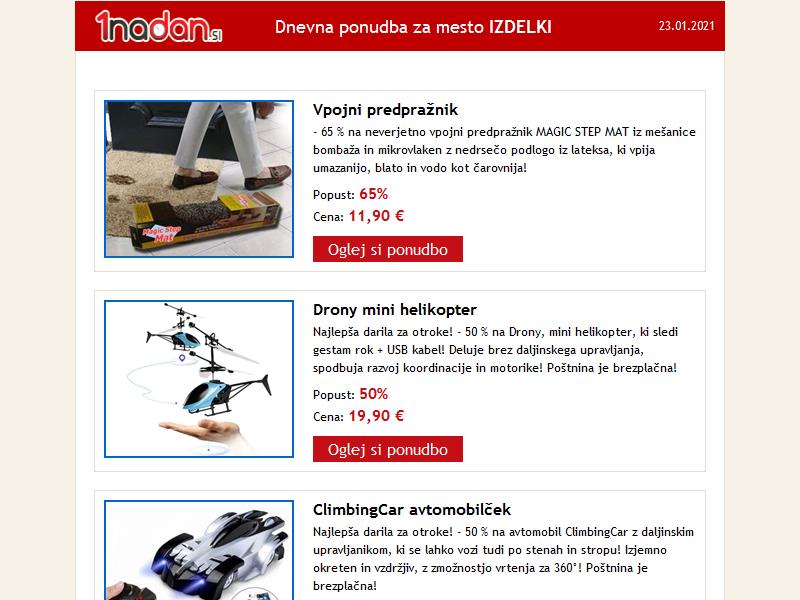 1nadan.si
Dnevna ponudba za mesto IZDELKI
23.01.2021
Vpojni predpražnik
- 65 % na neverjetno vpojni predpražnik MAGIC STEP MAT iz mešanice
bombaža in mikrovlaken z nedrsečo podlogo iz lateksa, ki vpija
umazanijo, blato in vodo kot čarovnija!
Popust: 65%
Cena: 11,90 €
Oglej si ponudbo
Magic Step
Mat
Drony mini helikopter
Najlepša darila za otroke! - 50 % na Drony, mini helikopter, ki sledi
gestam rok + USB kabel! Deluje brez daljinskega upravljanja,
spodbuja razvoj koordinacije in motorike! Poštnina je brezplačna!
Popust: 50%
Cena: 19,90 €
Oglej si ponudbo
ClimbingCar avtomobilček
Najlepša darila za otroke! - 50 % na avtomobil ClimbingCar z daljinskim
upravljanikom, ki se lahko vozi tudi po stenah in stropu! Izjemno
okreten in vzdržjiv, z zmožnostjo vrtenja za 360°! Poštnina je
brezplačna!